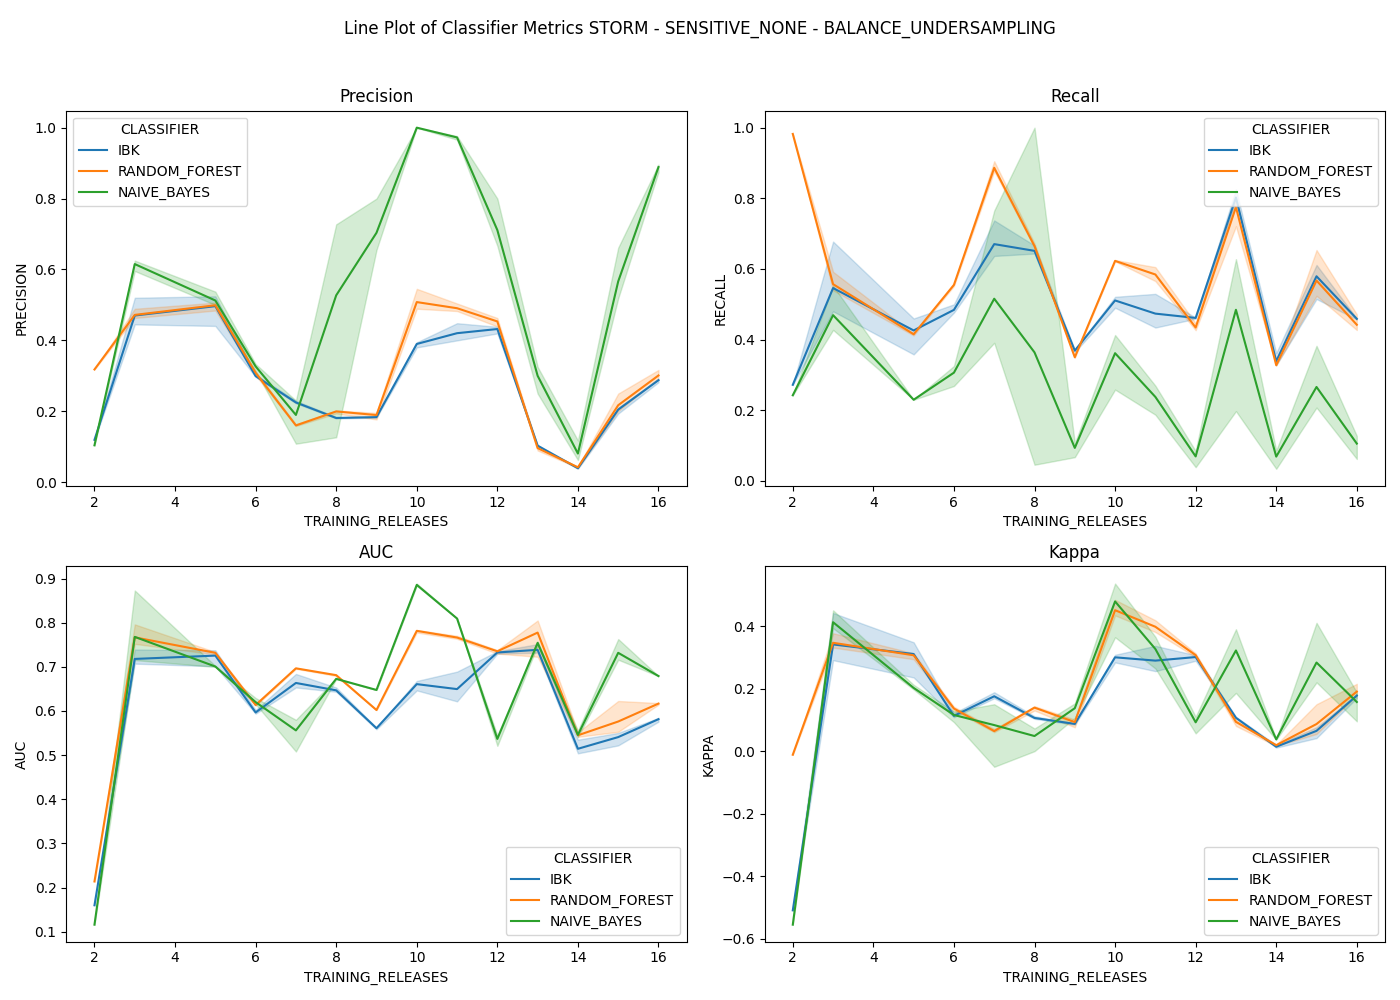 Line Plot of Classifier Metrics STORM - SENSITIVE_NONE - BALANCE_UNDERSAMPLING
Precision
CLASSIFIER
IBK
RANDOM_FOREST
NAIVE_BAYES
PRECISION
1.0
0.8
0.6
0.4
0.2
0.0
2 4 6 8 10 12 14 16
TRAINING_RELEASES
Recall
CLASSIFIER
IBK
RANDOM_FOREST
NAIVE_BAYES
RECALL
1.0
0.8
0.6
0.4
0.2
0.0
2 4 6 8 10 12 14 16
TRAINING_RELEASES
AUC
AUC
0.9
0.8
0.7
0.6
0.5
0.4
0.3
0.2
0.1
CLASSIFIER
IBK
RANDOM_FOREST
NAIVE_BAYES
2 4 6 8 10 12 14 16
TRAINING_RELEASES
Kappa
KAPPA
0.4
0.2
0.0
−0.2
−0.4
−0.6
CLASSIFIER
IBK
RANDOM_FOREST
NAIVE_BAYES
2 4 6 8 10 12 14 16
TRAINING_RELEASES